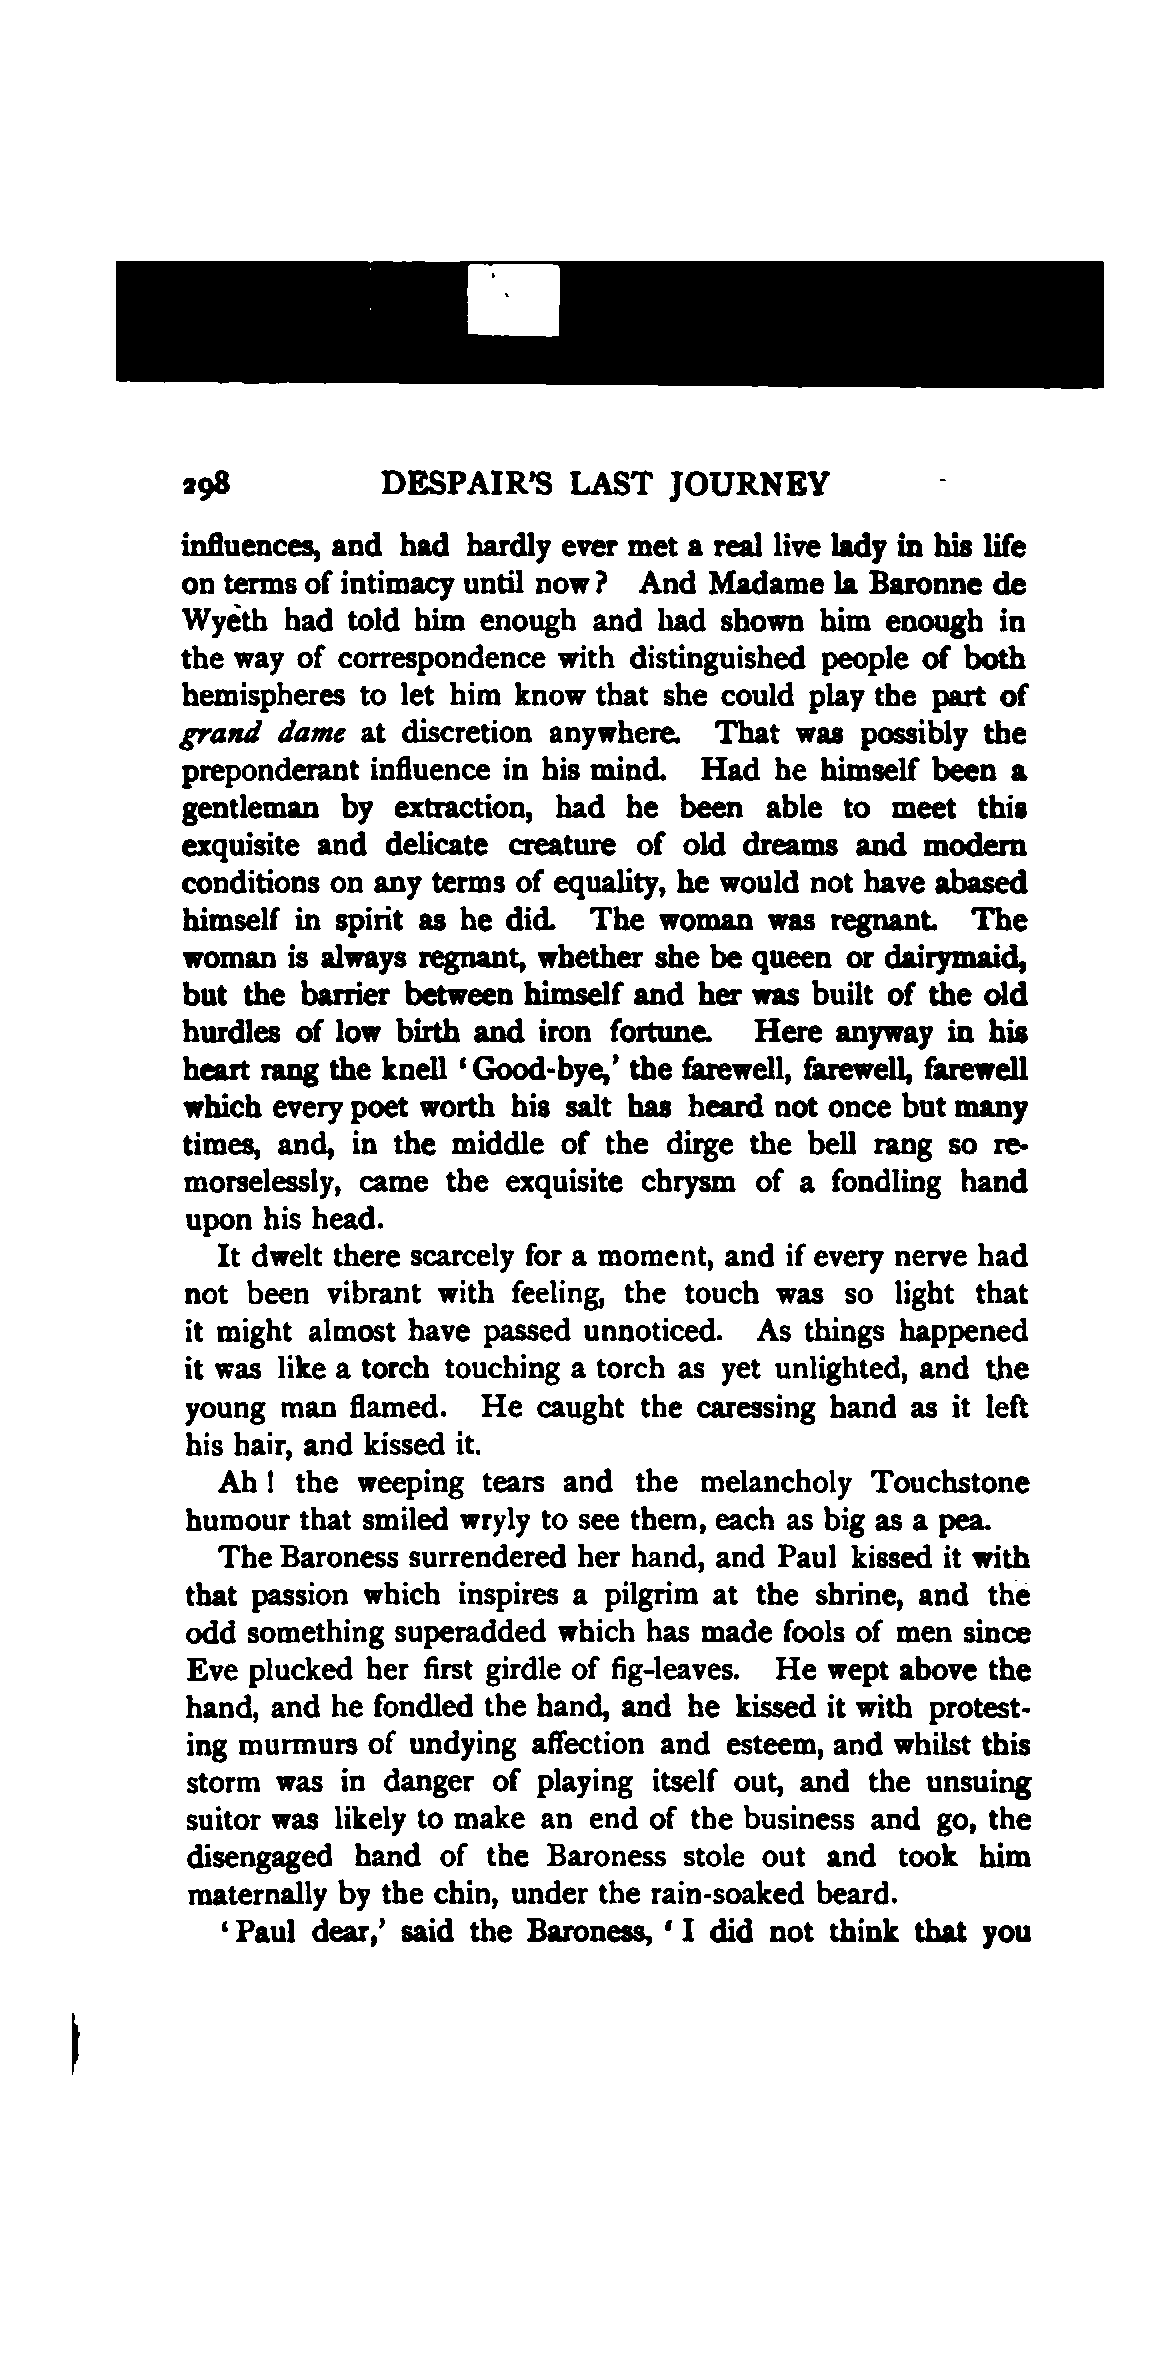 298 DESPAIR'S LAST JOURNEY
influences, and had hardly ever met a real live lady in his life
on terms of intimacy until now? And Madame la Baronne de
Wyèth had told him enough and had shown him enough in
the way of correspondence with distinguished people of both
hemispheres to let him know that she could play the part of
grand dame at discretion anywhere. That was possibly the
preponderant influence in his mind. Had he himself been a
gentleman by extraction, had he been able to meet this
exquisite and delicate creature of old dreams and modern
conditions on any terms of equality, he would not have abased
himself in spirit as he did. The woman was regnant. The
woman is always regnant, whether she be queen or dairymaid,
but the barrier between himself and her was built of the old
hurdles of low birth and iron fortune. Here anyway in his
heart rang the knell ‘Good-bye,’ the farewell, farewell, farewell
which every poet worth his salt has heard not once but many
times, and, in the middle of the dirge the bell rang so re-
morselessly, came the exquisite chrysm of a fondling hand
upon his head.
It dwelt there scarcely for a moment, and if every nerve had
not been vibrant with feeling, the touch was so light that
it might almost have passed unnoticed. As things happened
it was like a torch touching a torch as yet unlighted, and the
young man flamed. He caught the caressing hand as it left
his hair, and kissed it.
Ah! the weeping tears and the melancholy Touchstone
humour that smiled wryly to see them, each as big as a pea.
The Baroness surrendered her hand, and Paul kissed it with
that passion which inspires a pilgrim at the shrine, and the
odd something superadded which has made fools of men since
Eve plucked her first girdle of fig-leaves. He wept above the
hand, and he fondled the hand, and he kissed it with protest-
ing murmurs of undying affection and esteem, and whilst this
storm was in danger of playing itself out, and the unsuing
suitor was likely to make an end of the business and go, the
disengaged hand of the Baroness stole out and took him
maternally by the chin, under the rain-soaked beard.
‘Paul dear,’ said the Baroness, ‘I did not think that you